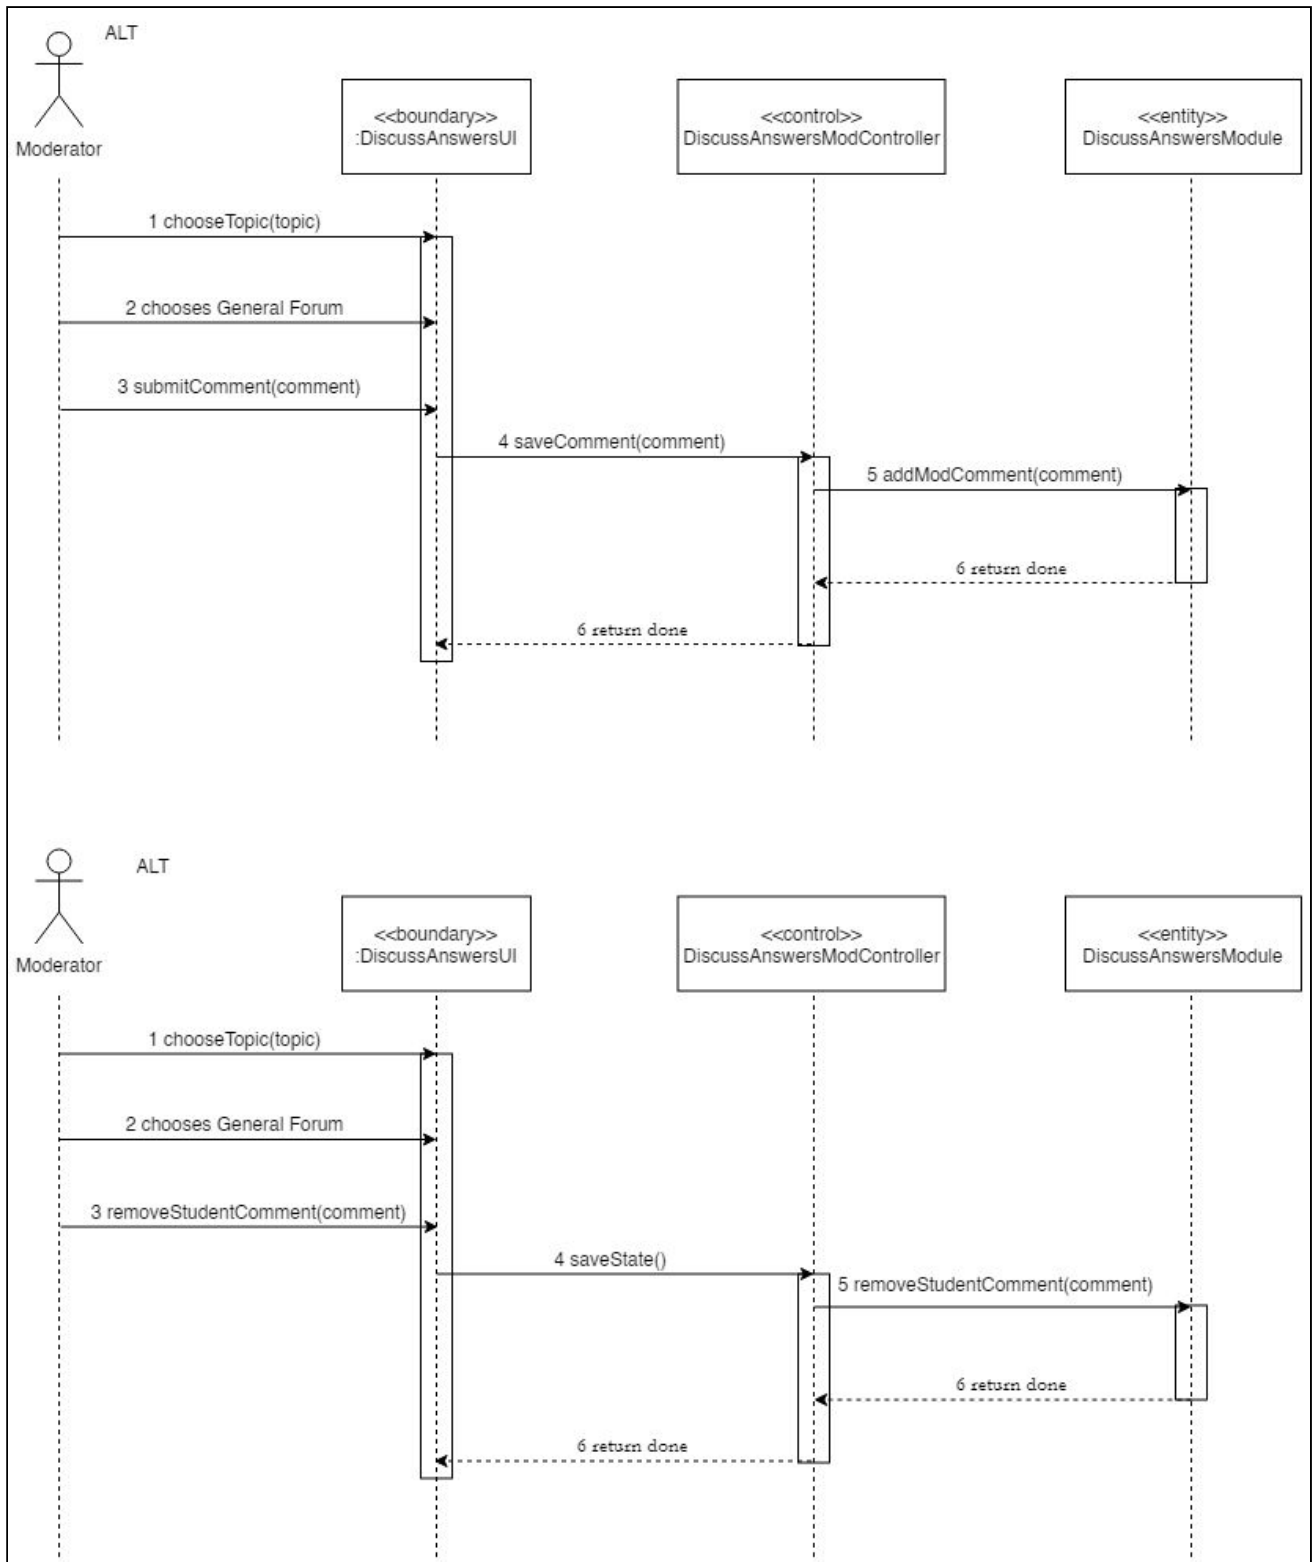 ALT
Moderator
<<boundary>>
:DiscussAnswersUI
<<control>>
DiscussAnswersModController
<<entity>>
DiscussAnswersModule
1 chooseTopic(topic)
2 chooses General Forum
3 submitComment(comment)
4 saveComment(comment)
5 addModComment(comment)
6 return done
6 return done
ALT
Moderator
<<boundary>>
:DiscussAnswersUI
<<control>>
DiscussAnswersModController
<<entity>>
DiscussAnswersModule
1 chooseTopic(topic)
2 chooses General Forum
3 removeStudentComment(comment)
4 saveState()
5 removeStudentComment(comment)
6 return done
6 return done